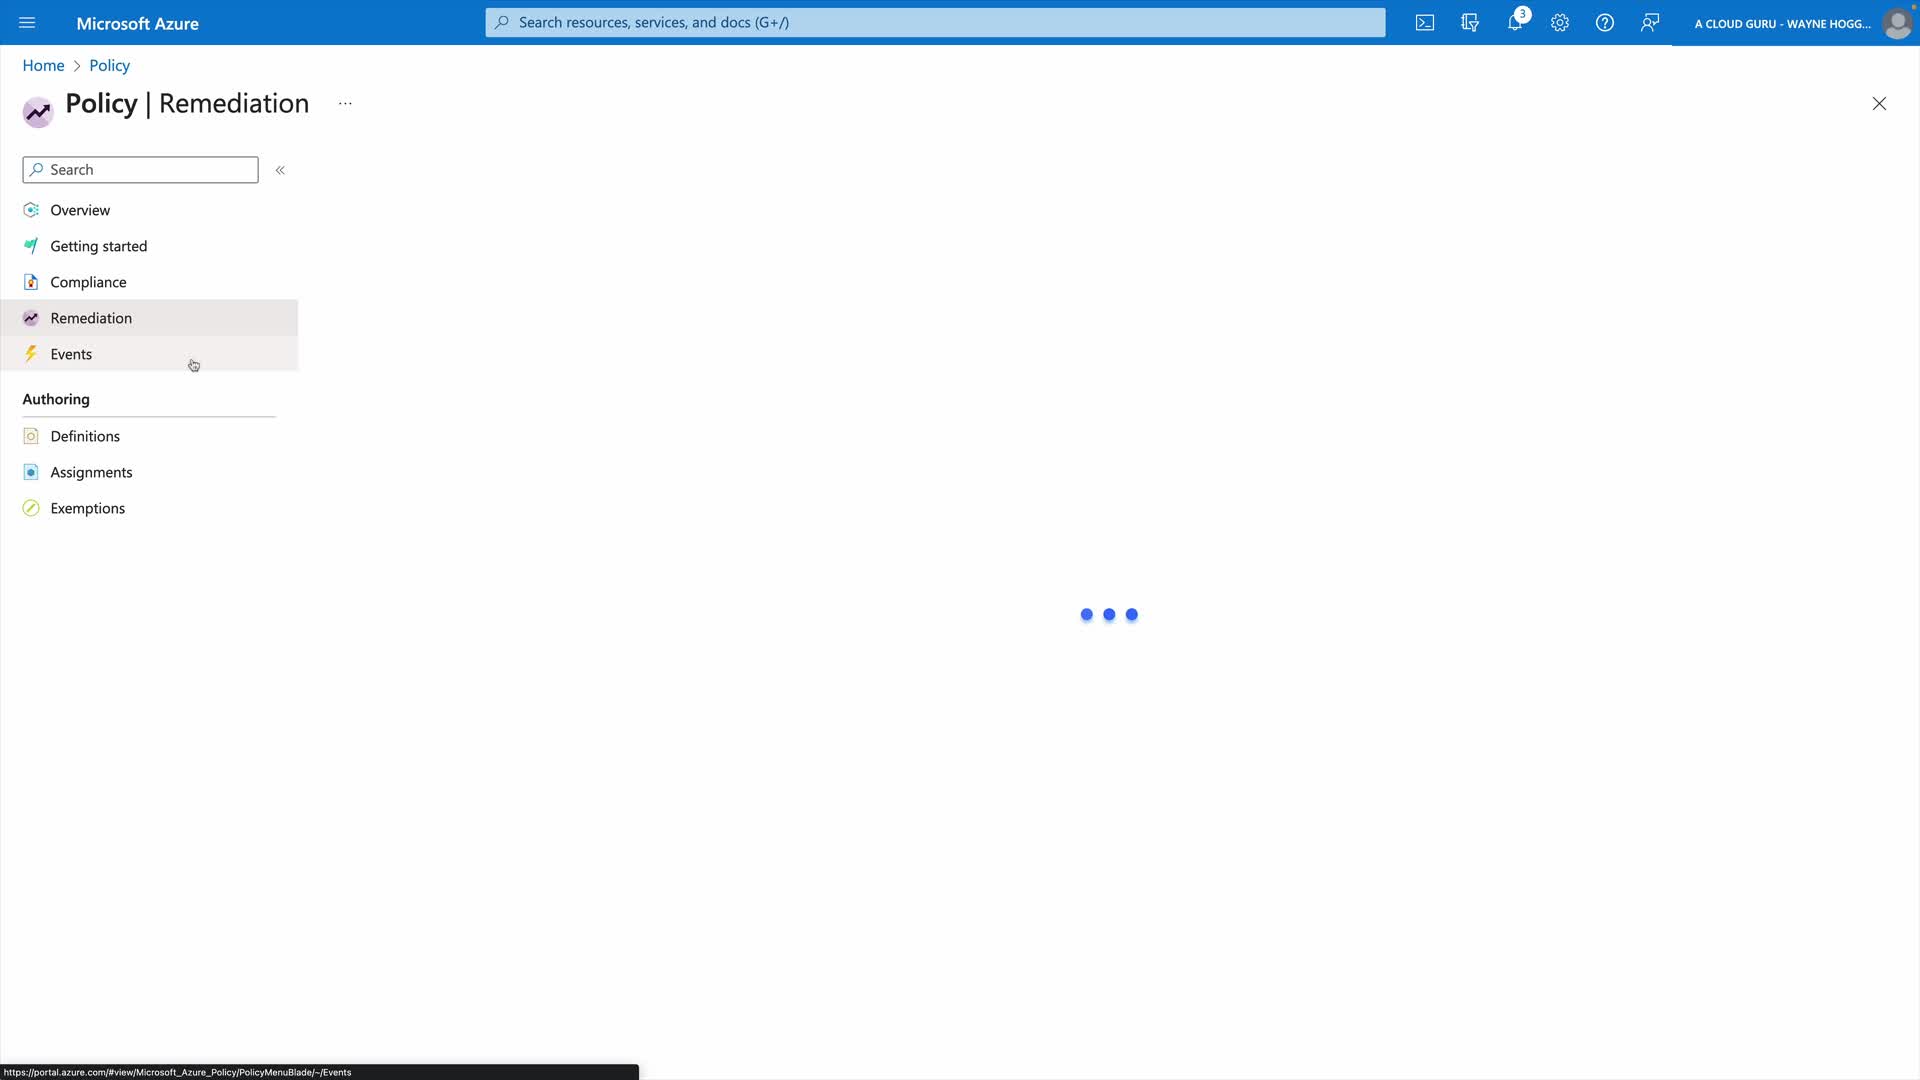 Microsoft Azure
Search resources, services, and docs (G+/)
3
A CLOUD GURU - WAYNE HOGG...
Home > Policy
Policy | Remediation ...
Search
Overview
Getting started
Compliance
Remediation
Events
Authoring
Definitions
Assignments
Exemptions
https://portal.azure.com/#view/Microsoft_Azure_Policy/PolicyMenuBlade/~/Events